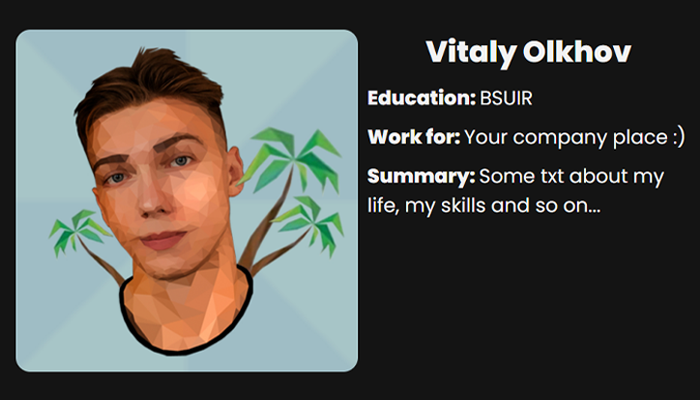 Vitaly Olkhov
Education: BSUIR
Work for: Your company place :)
Summary: Some txt about my
life, my skills and so on...